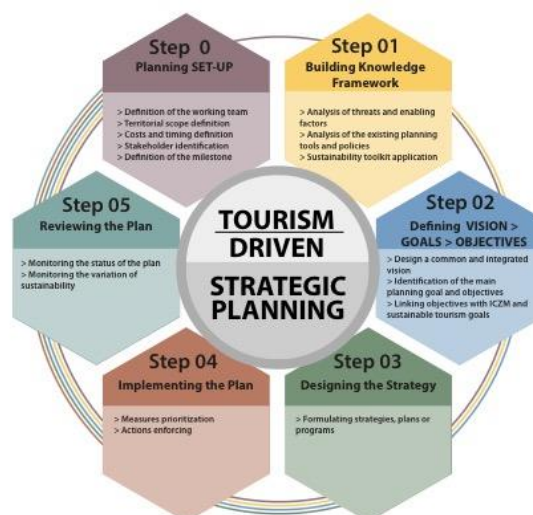 Step 0
Planning SET-UP
> Definition of the working team
> Territorial scope definition
> Costs and timing definition
> Stakeholder identification
> Definition of the milestone
Step 01
Building Knowledge
Framework
> Analysis of threats and enabling
factors
> Analysis of the existing planning
tools and policies
> Sustainability toolkit application
Step 02
Defining VISION >
GOALS > OBJECTIVES
> Design a common and integrated
vision
> Identification of the main
planning goal and objectives
> Linking objectives with ICZM and
sustainable tourism goals
Step 03
Designing the Strategy
> Formulating strategies, plans or
programs
Step 04
Implementing the Plan
> Measures prioritization
> Actions enforcing
Step 05
Reviewing the Plan
> Monitoring the status of the plan
> Monitoring the variation of
sustainability
TOURISM
DRIVEN
STRATEGIC
PLANNING